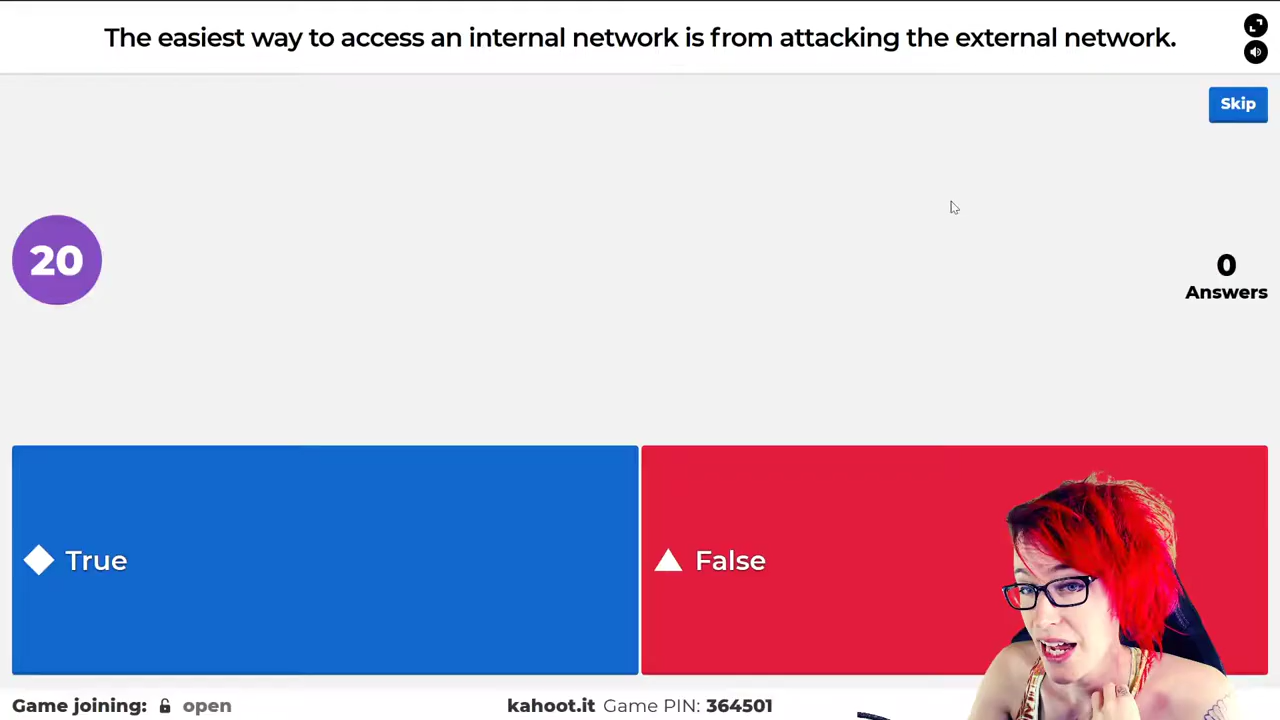 The easiest way to access an internal network is from attacking the external network.
Skip
20
0
Answers
True
False
Game joining: open
kahoot.it Game PIN: 364501